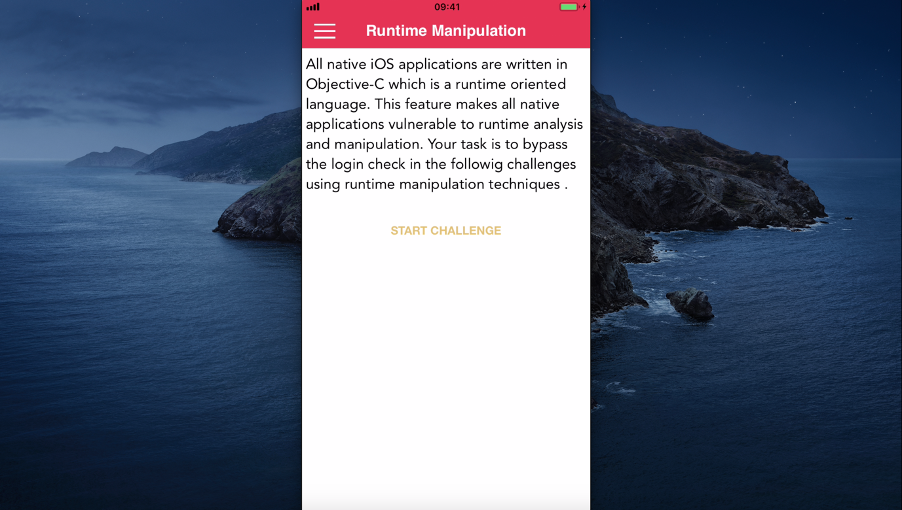 09:41
Runtime Manipulation
All native iOS applications are written in
Objective-C which is a runtime oriented
language. This feature makes all native
applications vulnerable to runtime analysis
and manipulation. Your task is to bypass
the login check in the followig challenges
using runtime manipulation techniques .
START CHALLENGE